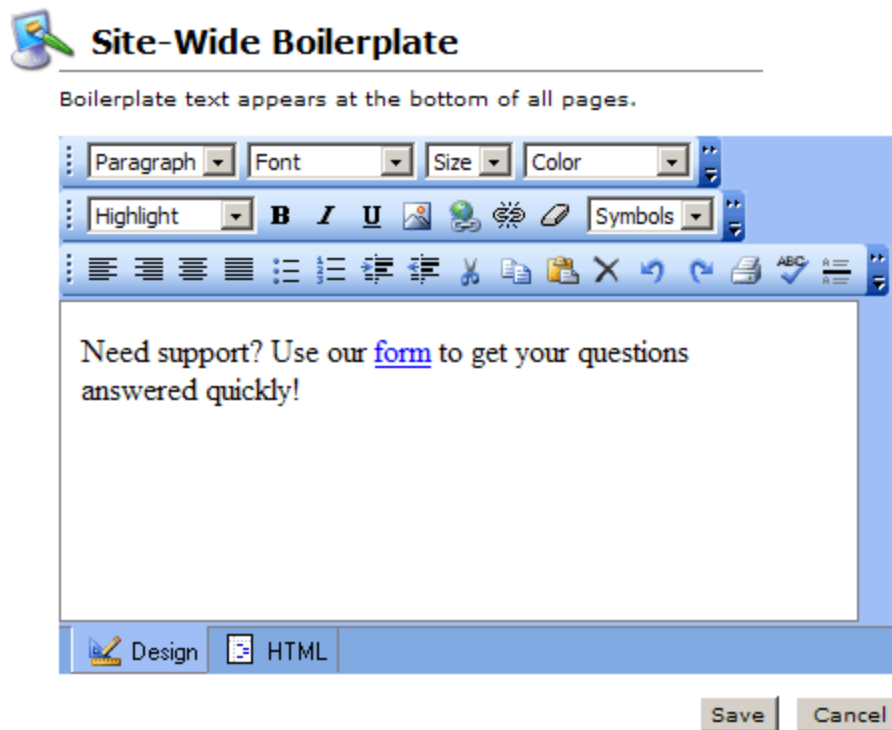 Site-Wide Boilerplate
Boilerplate text appears at the bottom of all pages.
Paragraph Font Size Color
Highlight B I U Symbols
ABC
Need support? Use our form to get your questions
answered quickly!
Design HTML
Save Cancel